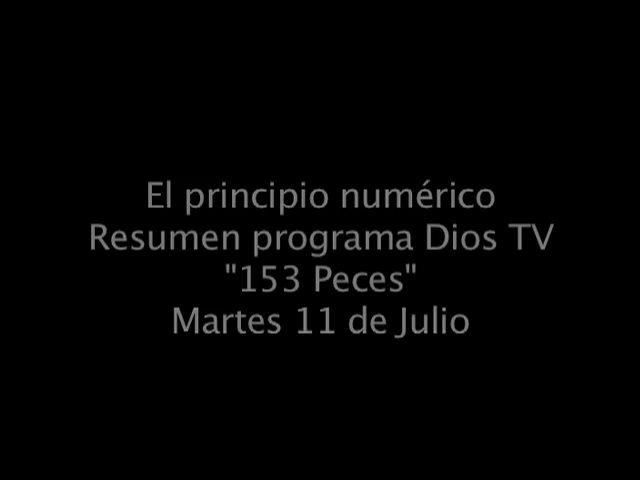 El principio numérico
Resumen programa Dios TV
"153 Peces"
Martes 11 de Julio